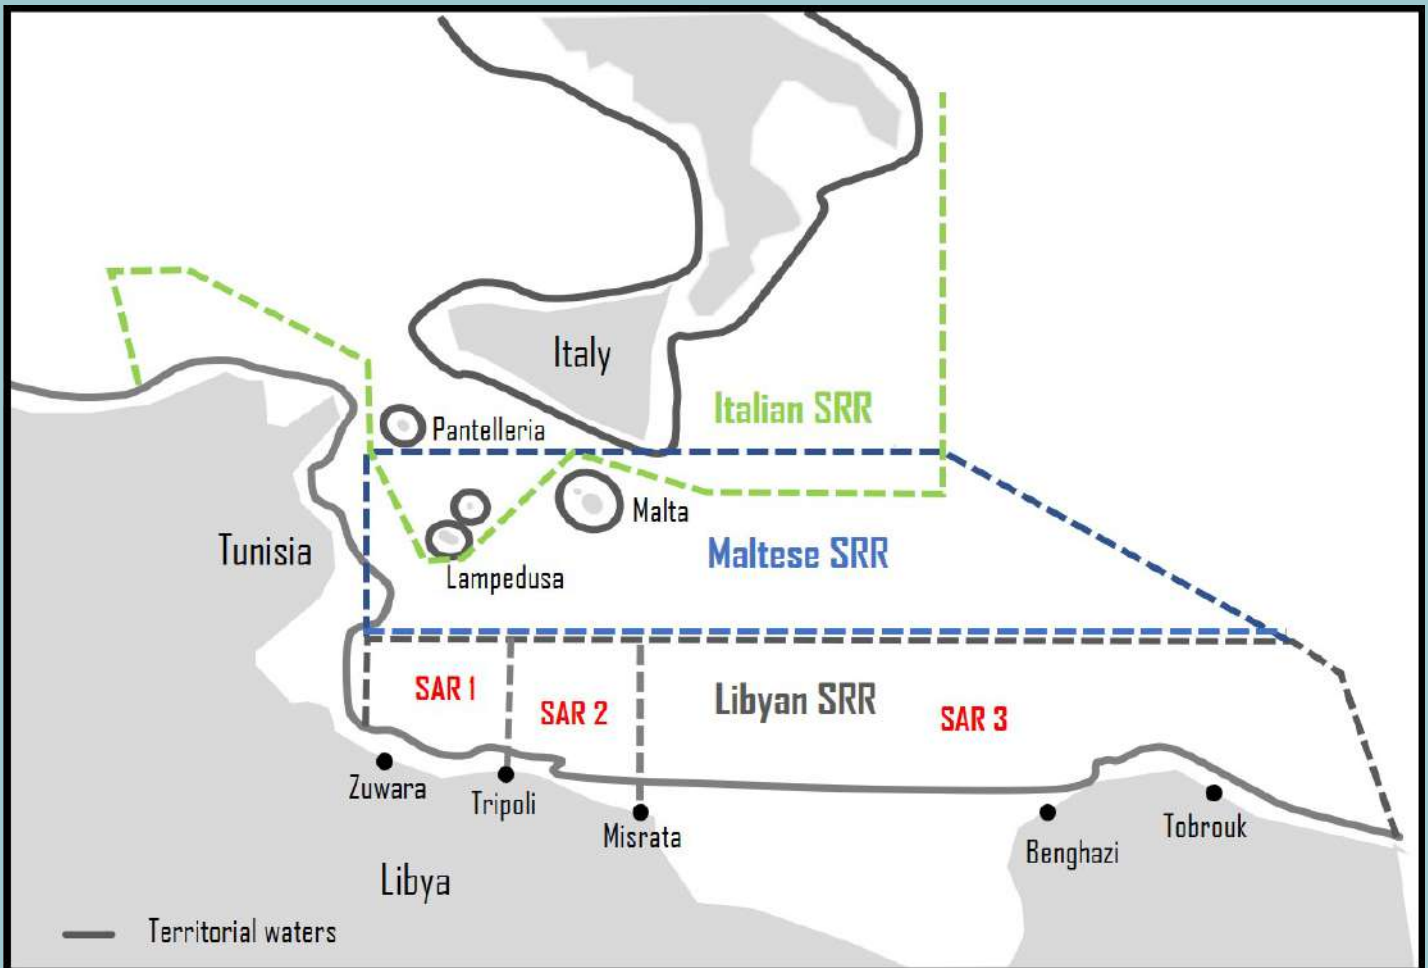 Italy
Italian SRR
Pantelleria
Malta
Tunisia
Maltese SRR
Lampedusa
SAR 1
SAR 2
Libyan SRR
SAR 3
Zuwara
Tripoli
Misrata
Benghazi
Tobrouk
Libya
Territorial waters